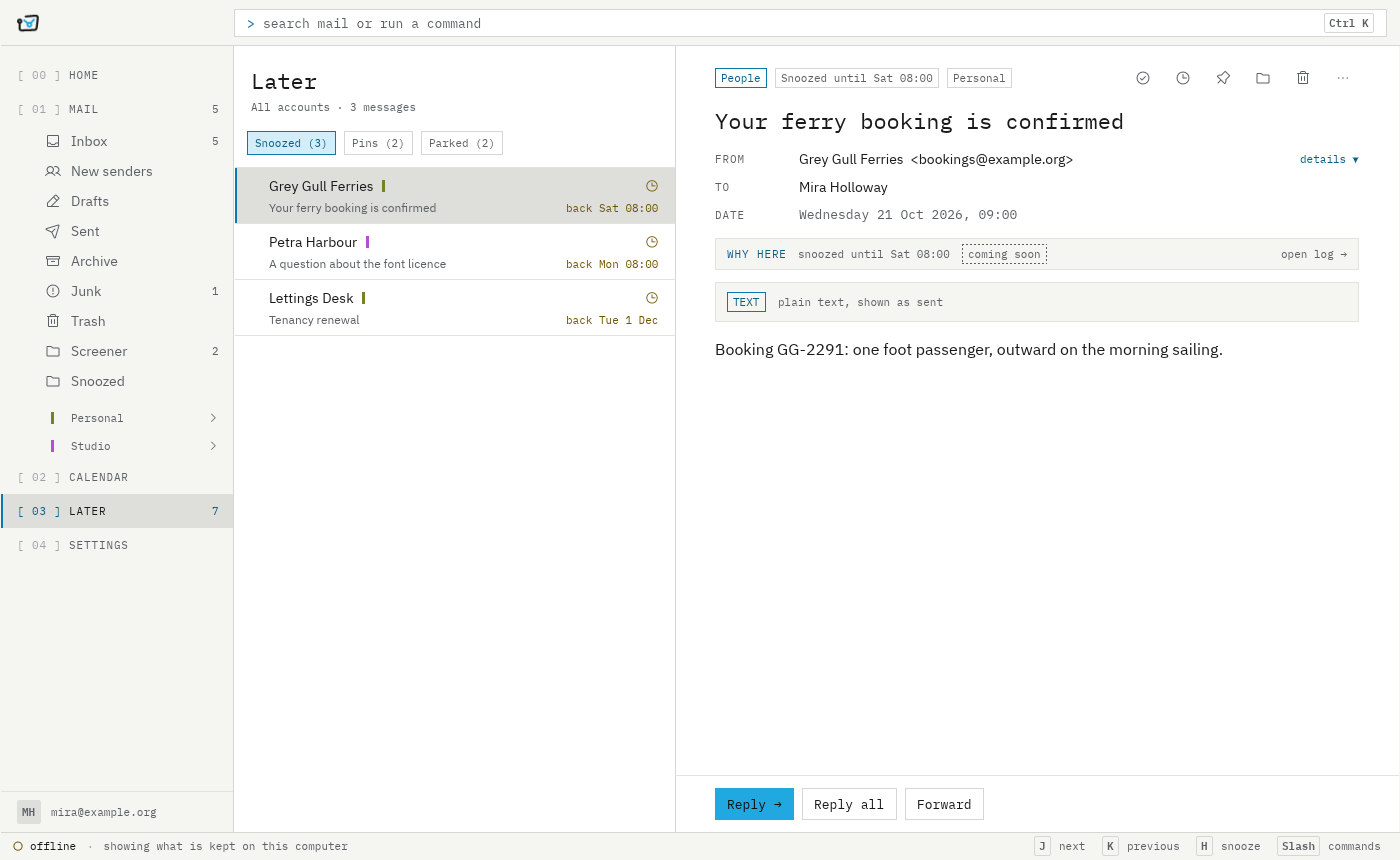 > search mail or run a command Ctrl K
[ 00 ] HOME
[ 01 ] MAIL 5
Inbox 5
New senders
Drafts
Sent
Archive
Junk 1
Trash
Screener 2
Snoozed
Personal
Studio
[ 02 ] CALENDAR
[ 03 ] LATER 7
[ 04 ] SETTINGS
MH mira@example.org
Later
All accounts · 3 messages
Snoozed (3) Pins (2) Parked (2)
Grey Gull Ferries
Your ferry booking is confirmed back Sat 08:00
Petra Harbour
A question about the font licence back Mon 08:00
Lettings Desk
Tenancy renewal back Tue 1 Dec
People Snoozed until Sat 08:00 Personal ···
Your ferry booking is confirmed
FROM Grey Gull Ferries <bookings@example.org> details ▾
TO Mira Holloway
DATE Wednesday 21 Oct 2026, 09:00
WHY HERE snoozed until Sat 08:00 coming soon open log →
TEXT plain text, shown as sent
Booking GG-2291: one foot passenger, outward on the morning sailing.
Reply → Reply all Forward
offline · showing what is kept on this computer J next K previous H snooze Slash commands